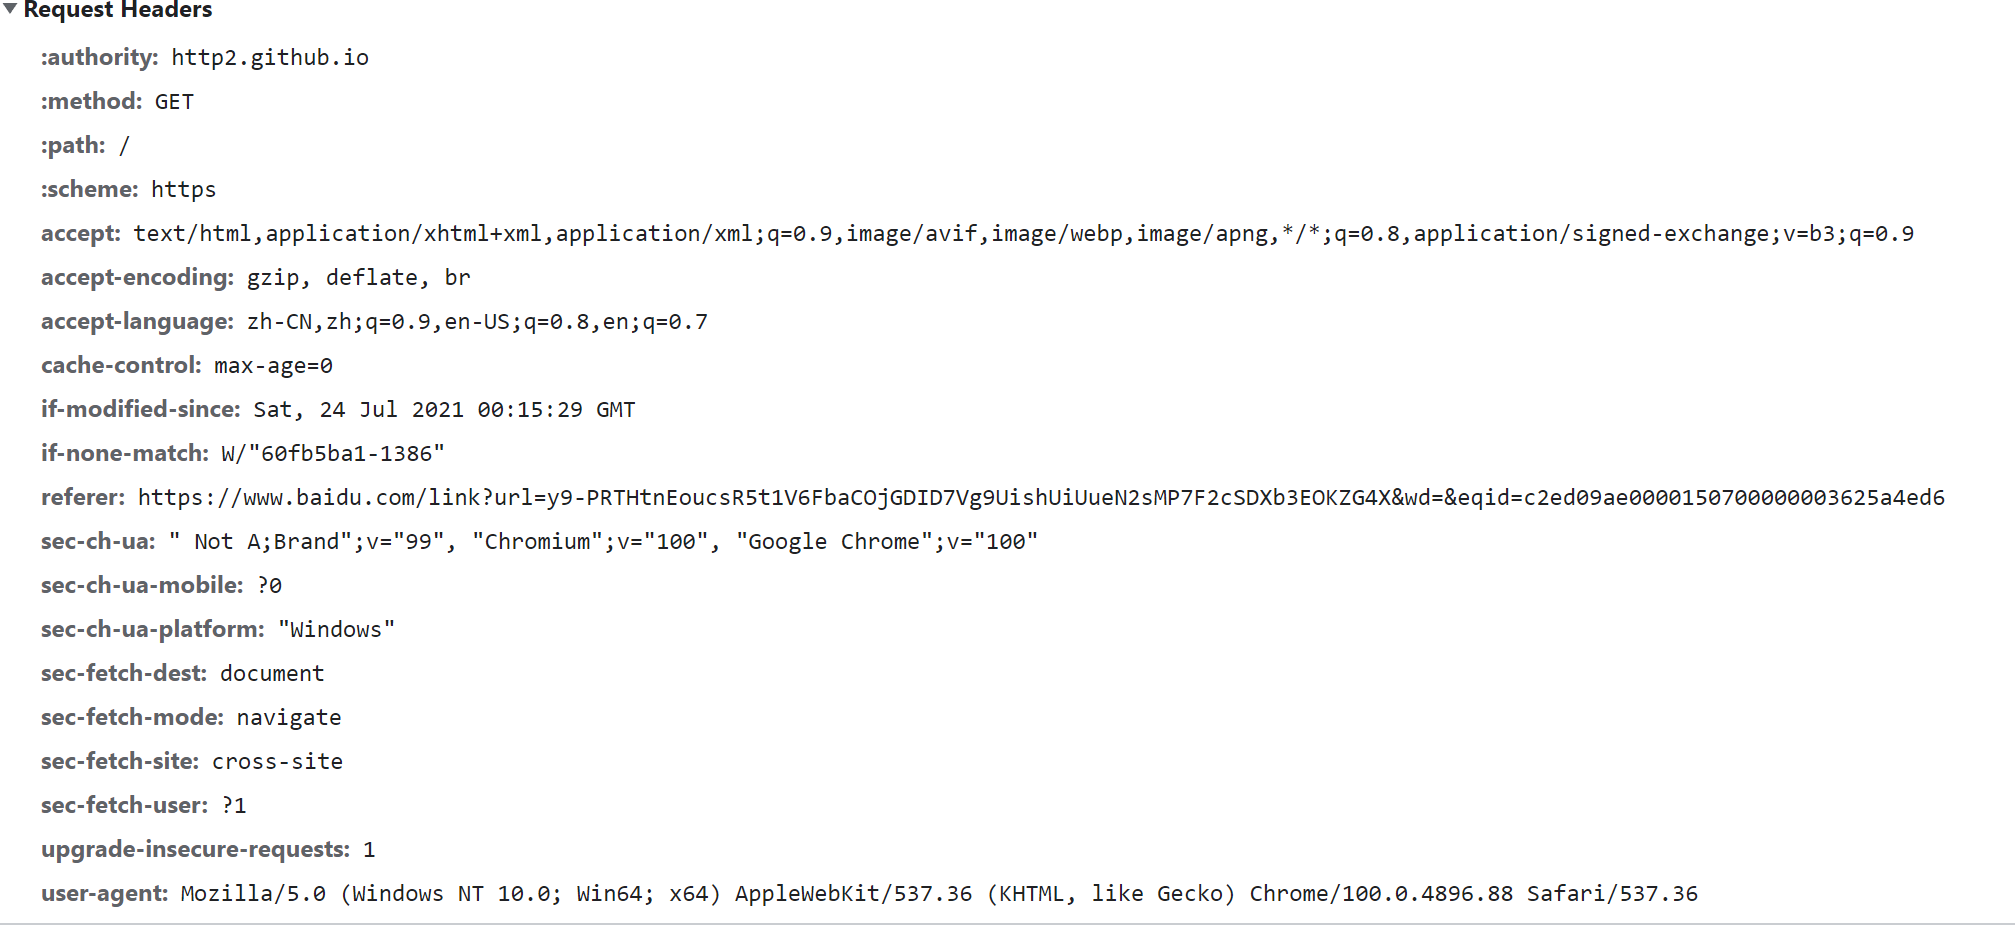 Request Headers
:authority: http2.github.io
:method: GET
:path: /
:scheme: https
accept: text/html,application/xhtml+xml,application/xml;q=0.9,image/avif,image/webp,image/apng,*/*;q=0.8,application/signed-exchange;v=b3;q=0.9
accept-encoding: gzip, deflate, br
accept-language: zh-CN,zh;q=0.9,en-US;q=0.8,en;q=0.7
cache-control: max-age=0
if-modified-since: Sat, 24 Jul 2021 00:15:29 GMT
if-none-match: W/"60fb5ba1-1386"
referer: https://www.baidu.com/link?url=y9-PRTHtnEoucsR5t1V6FbaCOjGDID7Vg9UishUiUueN2sMP7F2cSDXb3EOKZG4X&wd=&eqid=c2ed09ae0000150700000003625a4ed6
sec-ch-ua: " Not A;Brand";v="99", "Chromium";v="100", "Google Chrome";v="100"
sec-ch-ua-mobile: ?0
sec-ch-ua-platform: "Windows"
sec-fetch-dest: document
sec-fetch-mode: navigate
sec-fetch-site: cross-site
sec-fetch-user: ?1
upgrade-insecure-requests: 1
user-agent: Mozilla/5.0 (Windows NT 10.0; Win64; x64) AppleWebKit/537.36 (KHTML, like Gecko) Chrome/100.0.4896.88 Safari/537.36